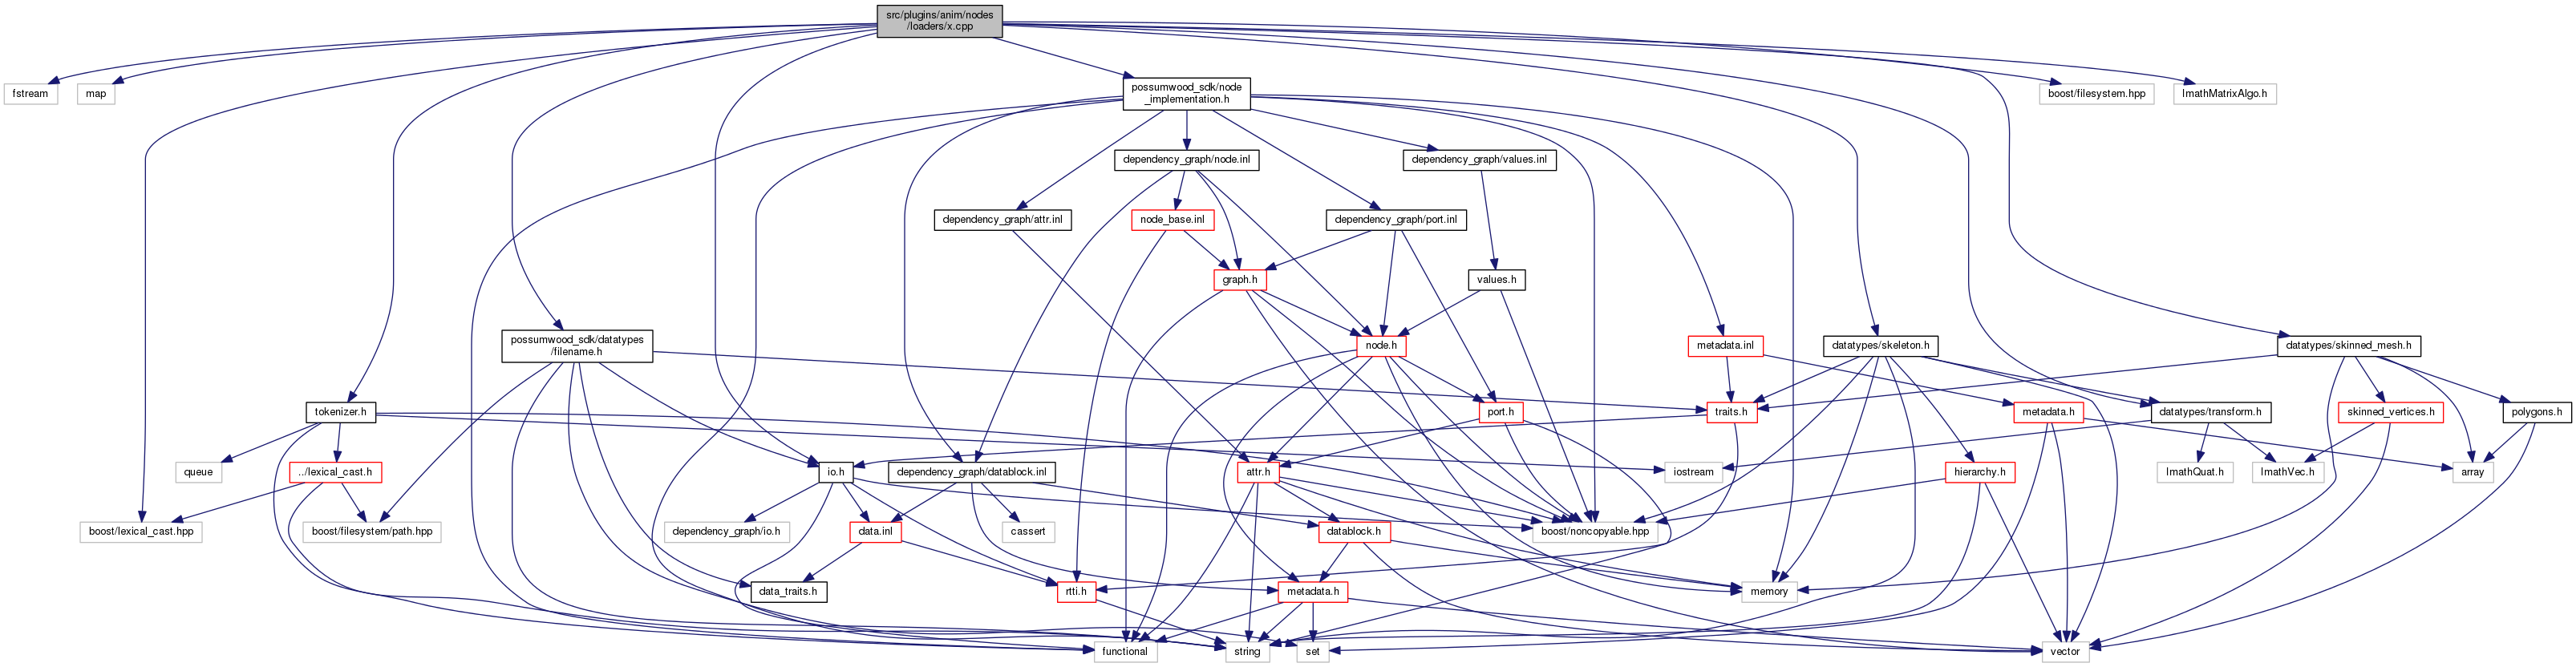 src/plugins/anim/nodes
/loaders/x.cpp
fstream
map
possumwood_sdk/node
_implementation.h
boost/filesystem.hpp
ImathMatrixAlgo.h
dependency_graph/node.inl
dependency_graph/values.inl
dependency_graph/attr.inl
node_base.inl
dependency_graph/port.inl
graph.h
values.h
possumwood_sdk/datatypes
/filename.h
node.h
metadata.inl
datatypes/skeleton.h
datatypes/skinned_mesh.h
tokenizer.h
port.h
traits.h
metadata.h
datatypes/transform.h
skinned_vertices.h
polygons.h
queue
../lexical_cast.h
io.h
dependency_graph/datablock.inl
iostream
attr.h
hierarchy.h
ImathQuat.h
ImathVec.h
array
boost/lexical_cast.hpp
boost/filesystem/path.hpp
dependency_graph/io.h
data.inl
cassert
datablock.h
boost/noncopyable.hpp
data_traits.h
rtti.h
metadata.h
memory
functional
string
set
vector